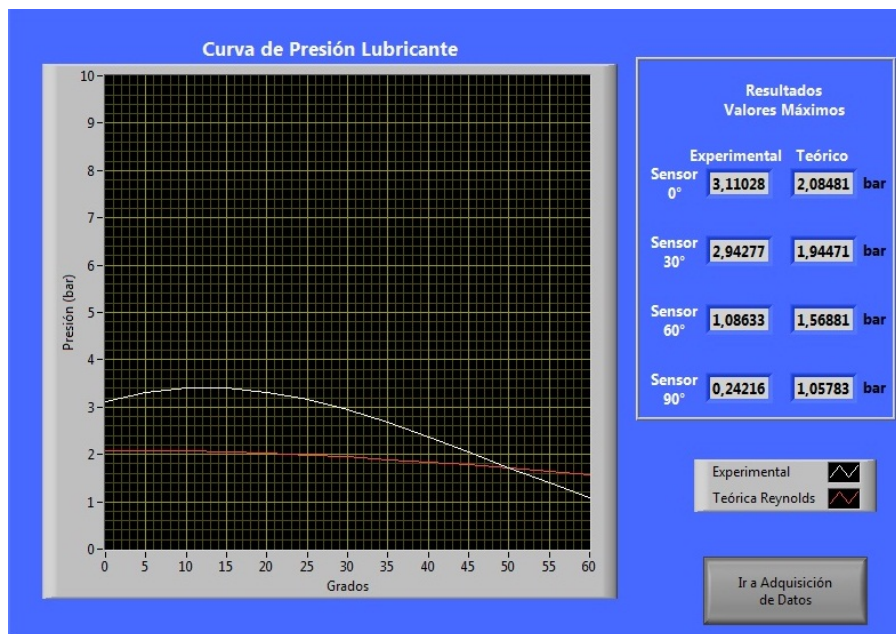 Curva de Presión Lubricante
Presión (bar)
10
9
8
7
6
5
4
3
2
1
0
0 5 10 15 20 25 30 35 40 45 50 55 60
Grados
Resultados
Valores Máximos
Experimental Teórico
Sensor
0°
3,11028 2,08481 bar
Sensor
30°
2,94277 1,94471 bar
Sensor
60°
1,08633 1,56881 bar
Sensor
90°
0,24216 1,05783 bar
Experimental
Teórica Reynolds
Ir a Adquisición
de Datos